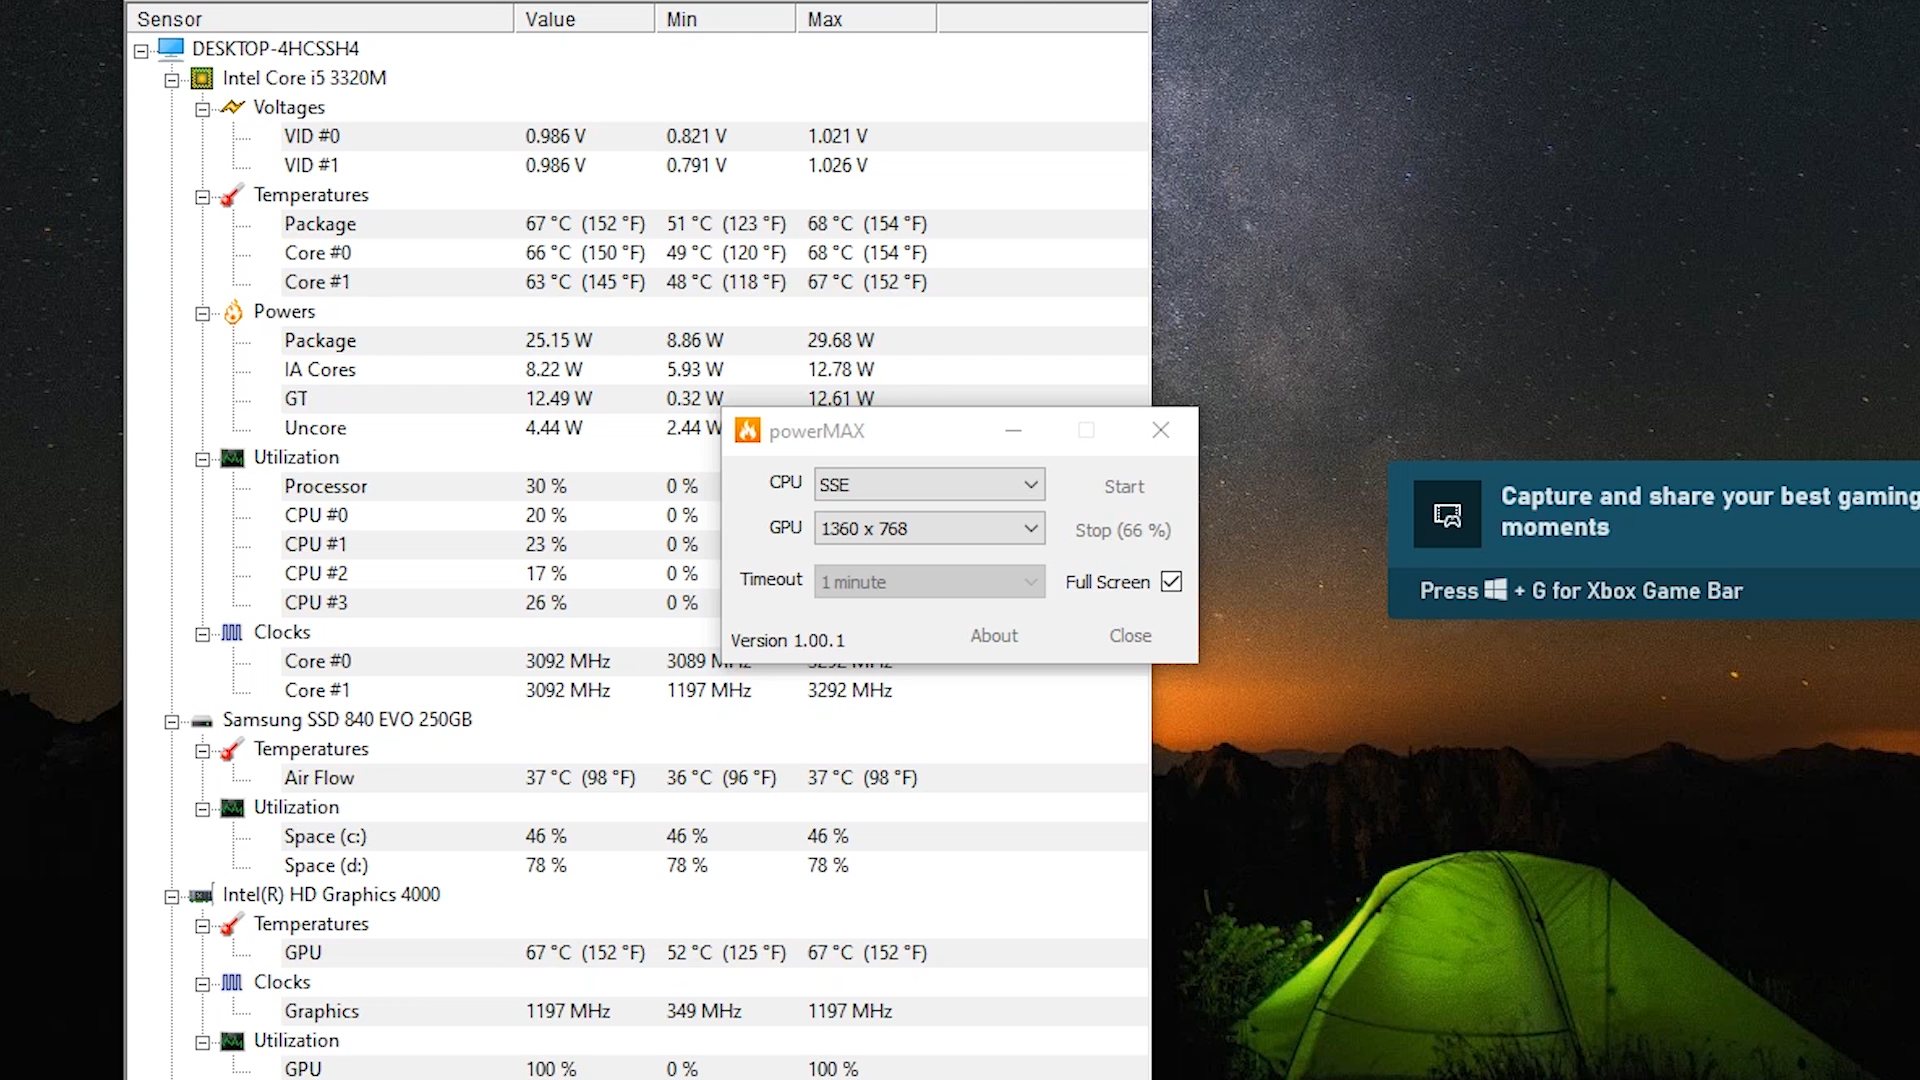 Sensor Value Min Max
DESKTOP-4HCSSH4
Intel Core i5 3320M
Voltages
VID #0 0.986 V 0.821 V 1.021 V
VID #1 0.986 V 0.791 V 1.026 V
Temperatures
Package 67 °C (152 °F) 51 °C (123 °F) 68 °C (154 °F)
Core #0 66 °C (150 °F) 49 °C (120 °F) 68 °C (154 °F)
Core #1 63 °C (145 °F) 48 °C (118 °F) 67 °C (152 °F)
Powers
Package 25.15 W 8.86 W 29.68 W
IA Cores 8.22 W 5.93 W 12.78 W
GT 12.49 W 0.32 W 12.61 W
Uncore 4.44 W 2.44 W
Utilization
Processor 30 % 0 %
CPU #0 20 % 0 %
CPU #1 23 % 0 %
CPU #2 17 % 0 %
CPU #3 26 % 0 %
Clocks
Core #0 3092 MHz 3089 MHz 3292 MHz
Core #1 3092 MHz 1197 MHz 3292 MHz
Samsung SSD 840 EVO 250GB
Temperatures
Air Flow 37 °C (98 °F) 36 °C (96 °F) 37 °C (98 °F)
Utilization
Space (c:) 46 % 46 % 46 %
Space (d:) 78 % 78 % 78 %
Intel(R) HD Graphics 4000
Temperatures
GPU 67 °C (152 °F) 52 °C (125 °F) 67 °C (152 °F)
Clocks
Graphics 1197 MHz 349 MHz 1197 MHz
Utilization
GPU 100 % 0 % 100 %
powerMAX
CPU SSE Start
GPU 1360 x 768 Stop (66 %)
Timeout 1 minute Full Screen
Version 1.00.1 About Close
Capture and share your best gaming
moments
Press + G for Xbox Game Bar